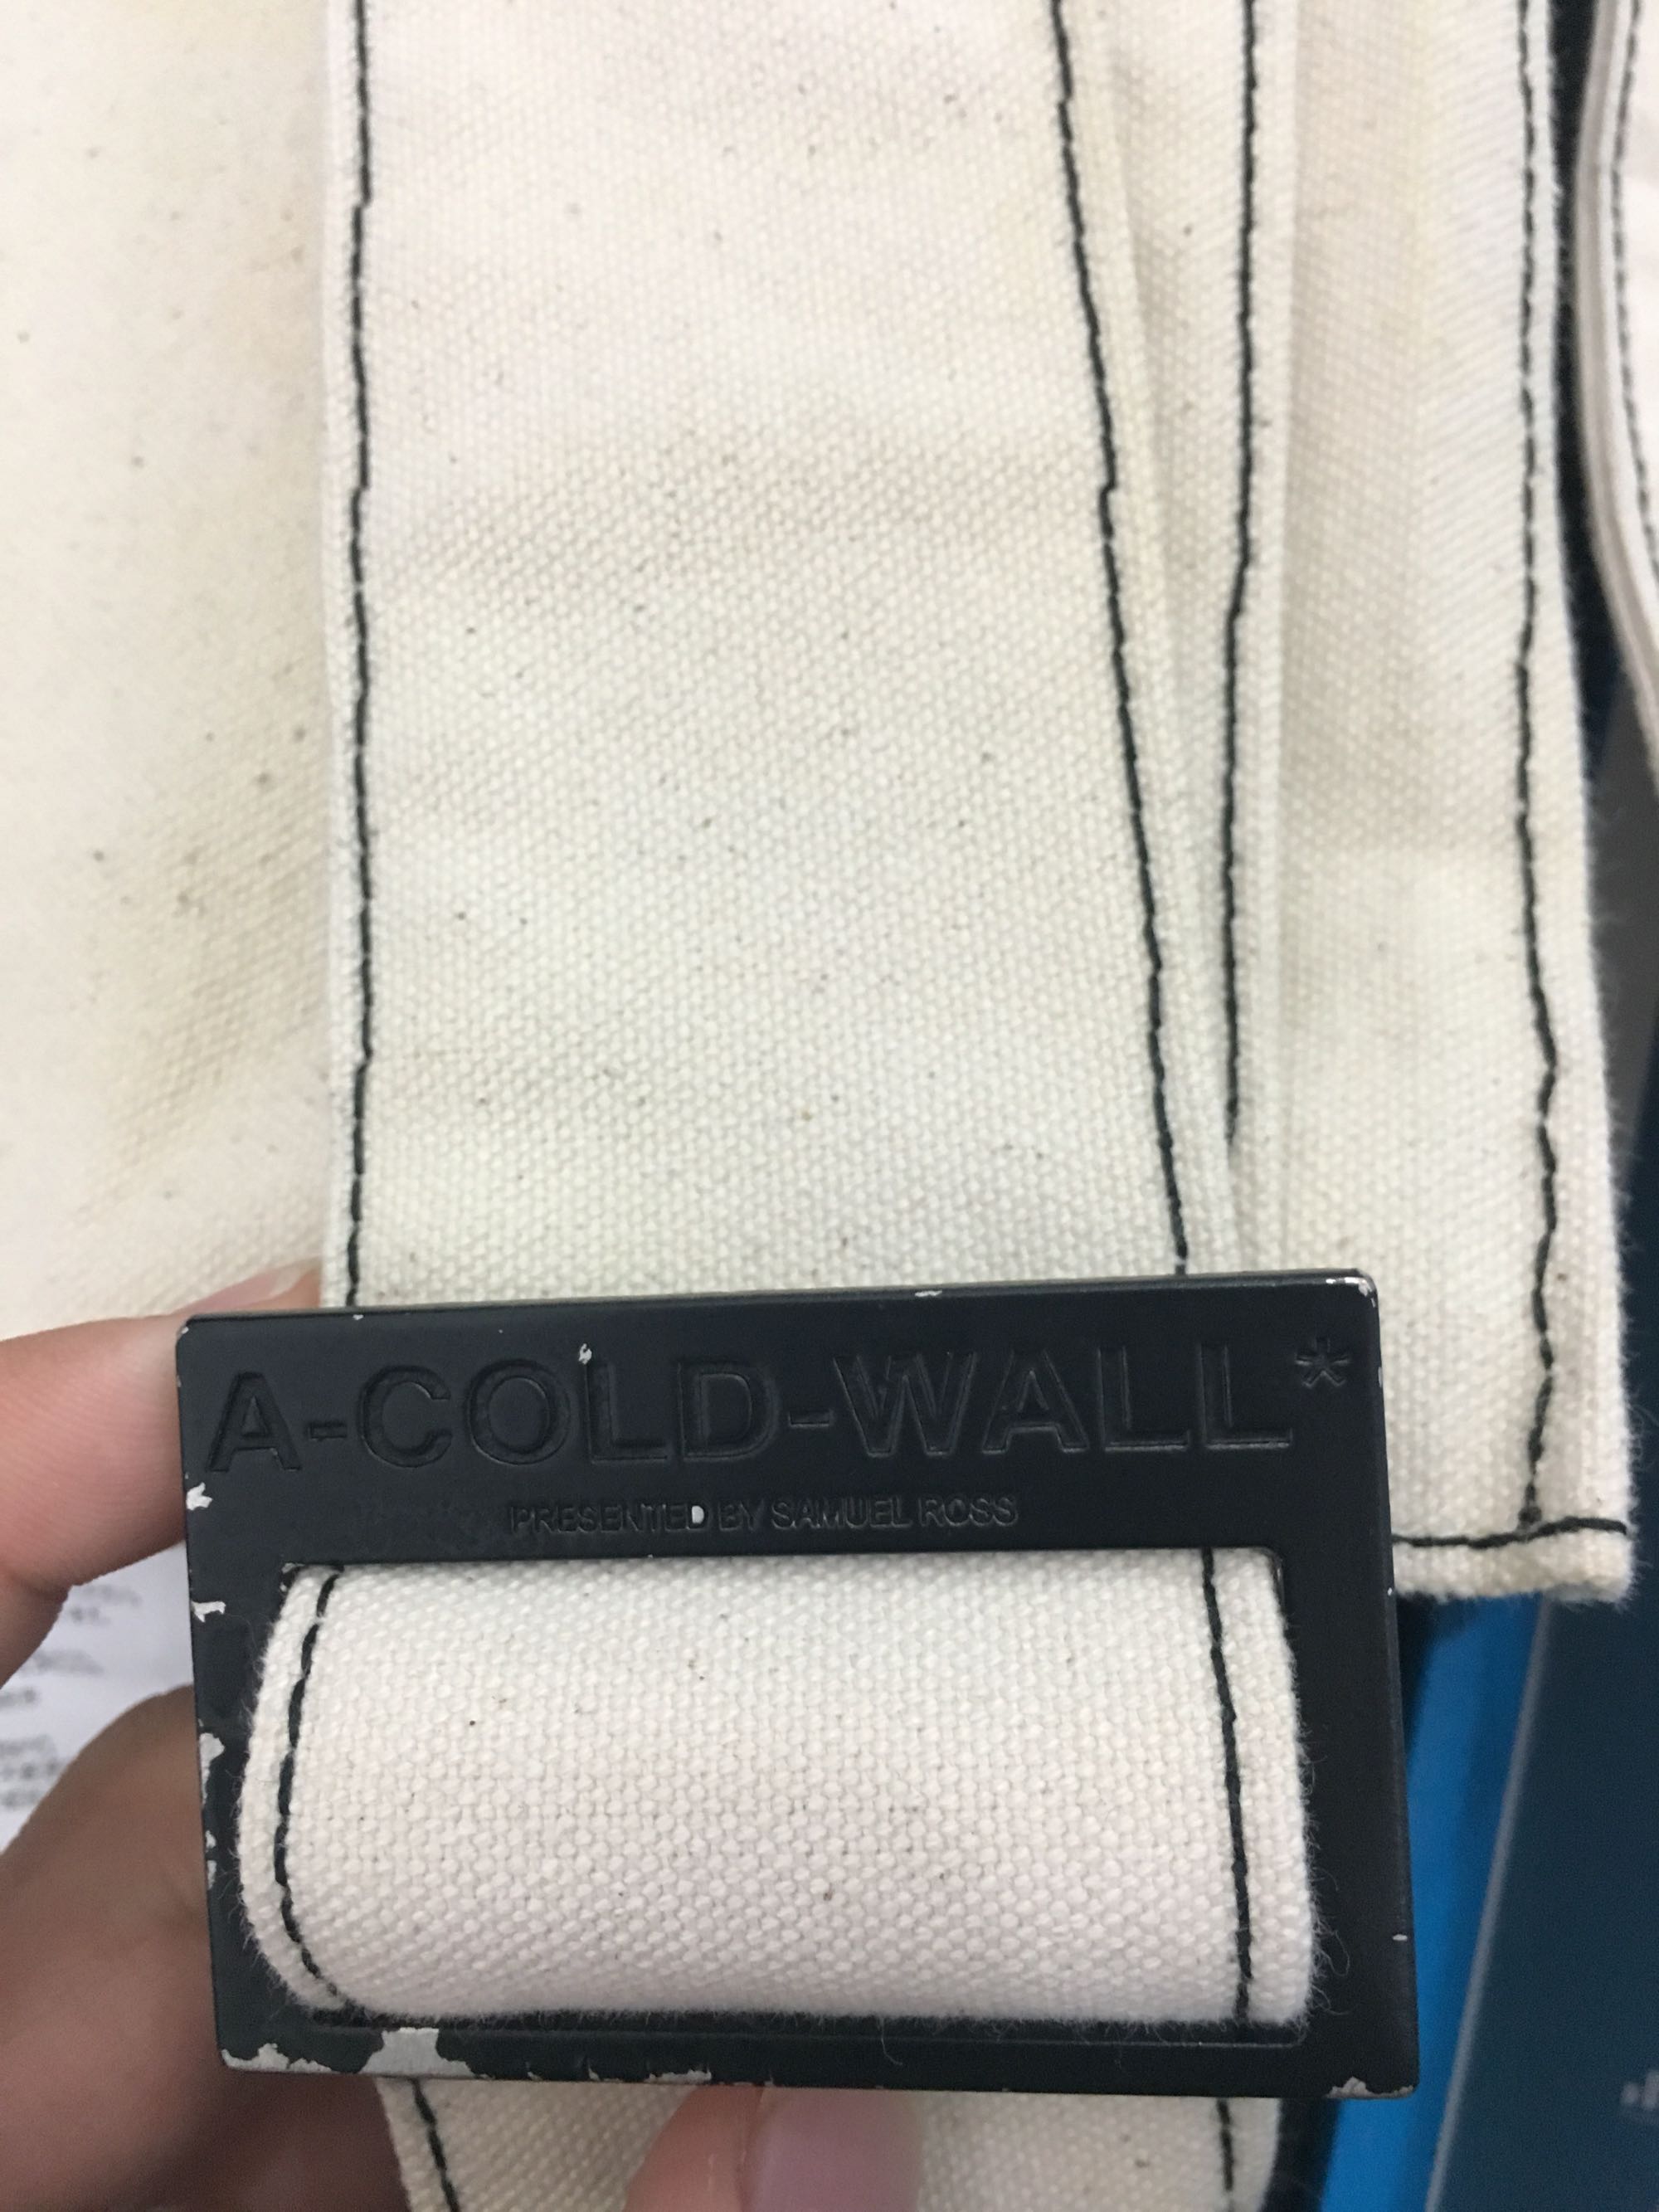 A-COLD-WALL*
PRESENTED BY SAMUEL ROSS